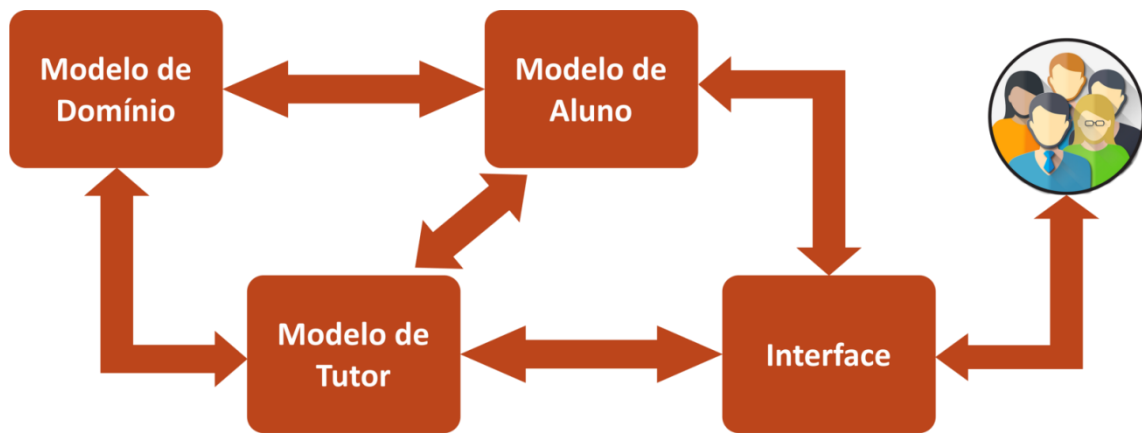 Modelo de
Domínio
Modelo de
Aluno
Modelo de
Tutor
Interface